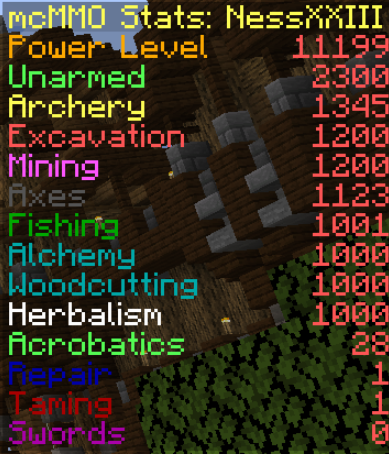 mcMMO Stats: NessXXIII
Power Level 11199
Unarmed 2300
Archery 1345
Excavation 1200
Mining 1200
Axes 1123
Fishing 1001
Alchemy 1000
Woodcutting 1000
Herbalism 1000
Acrobatics 28
Repair 1
Taming 1
Swords 0